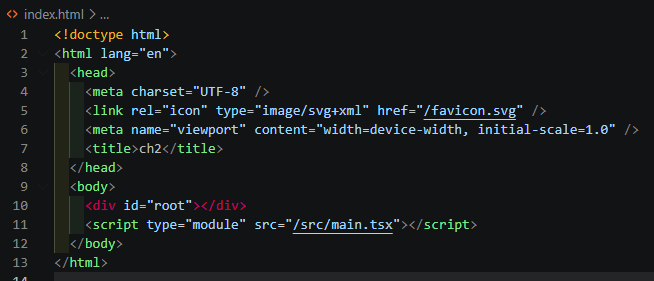 index.html > ...
1 <!doctype html>
2 <html lang="en">
3 <head>
4 <meta charset="UTF-8" />
5 <link rel="icon" type="image/svg+xml" href="/favicon.svg" />
6 <meta name="viewport" content="width=device-width, initial-scale=1.0" />
7 <title>ch2</title>
8 </head>
9 <body>
10 <div id="root"></div>
11 <script type="module" src="/src/main.tsx"></script>
12 </body>
13 </html>
14